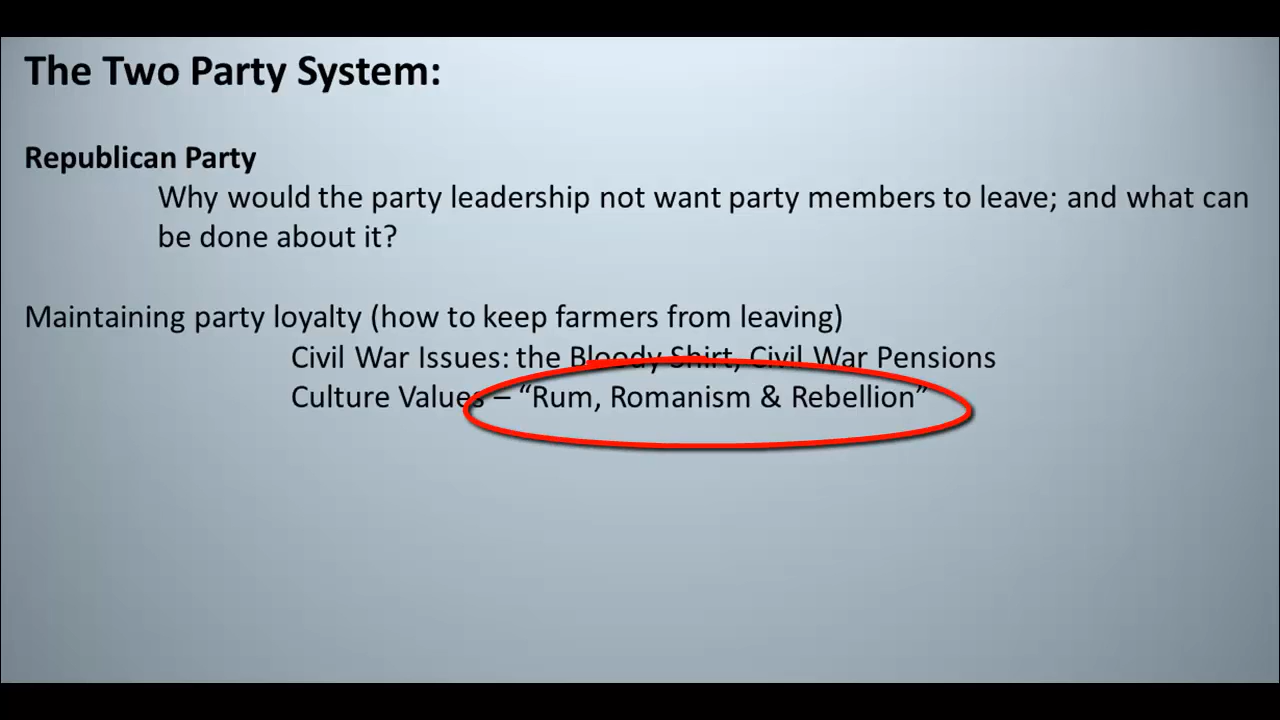 The Two Party System:
Republican Party
Why would the party leadership not want party members to leave; and what can
be done about it?
Maintaining party loyalty (how to keep farmers from leaving)
Civil War Issues: the Bloody Shirt, Civil War Pensions
Culture Values – “Rum, Romanism & Rebellion”